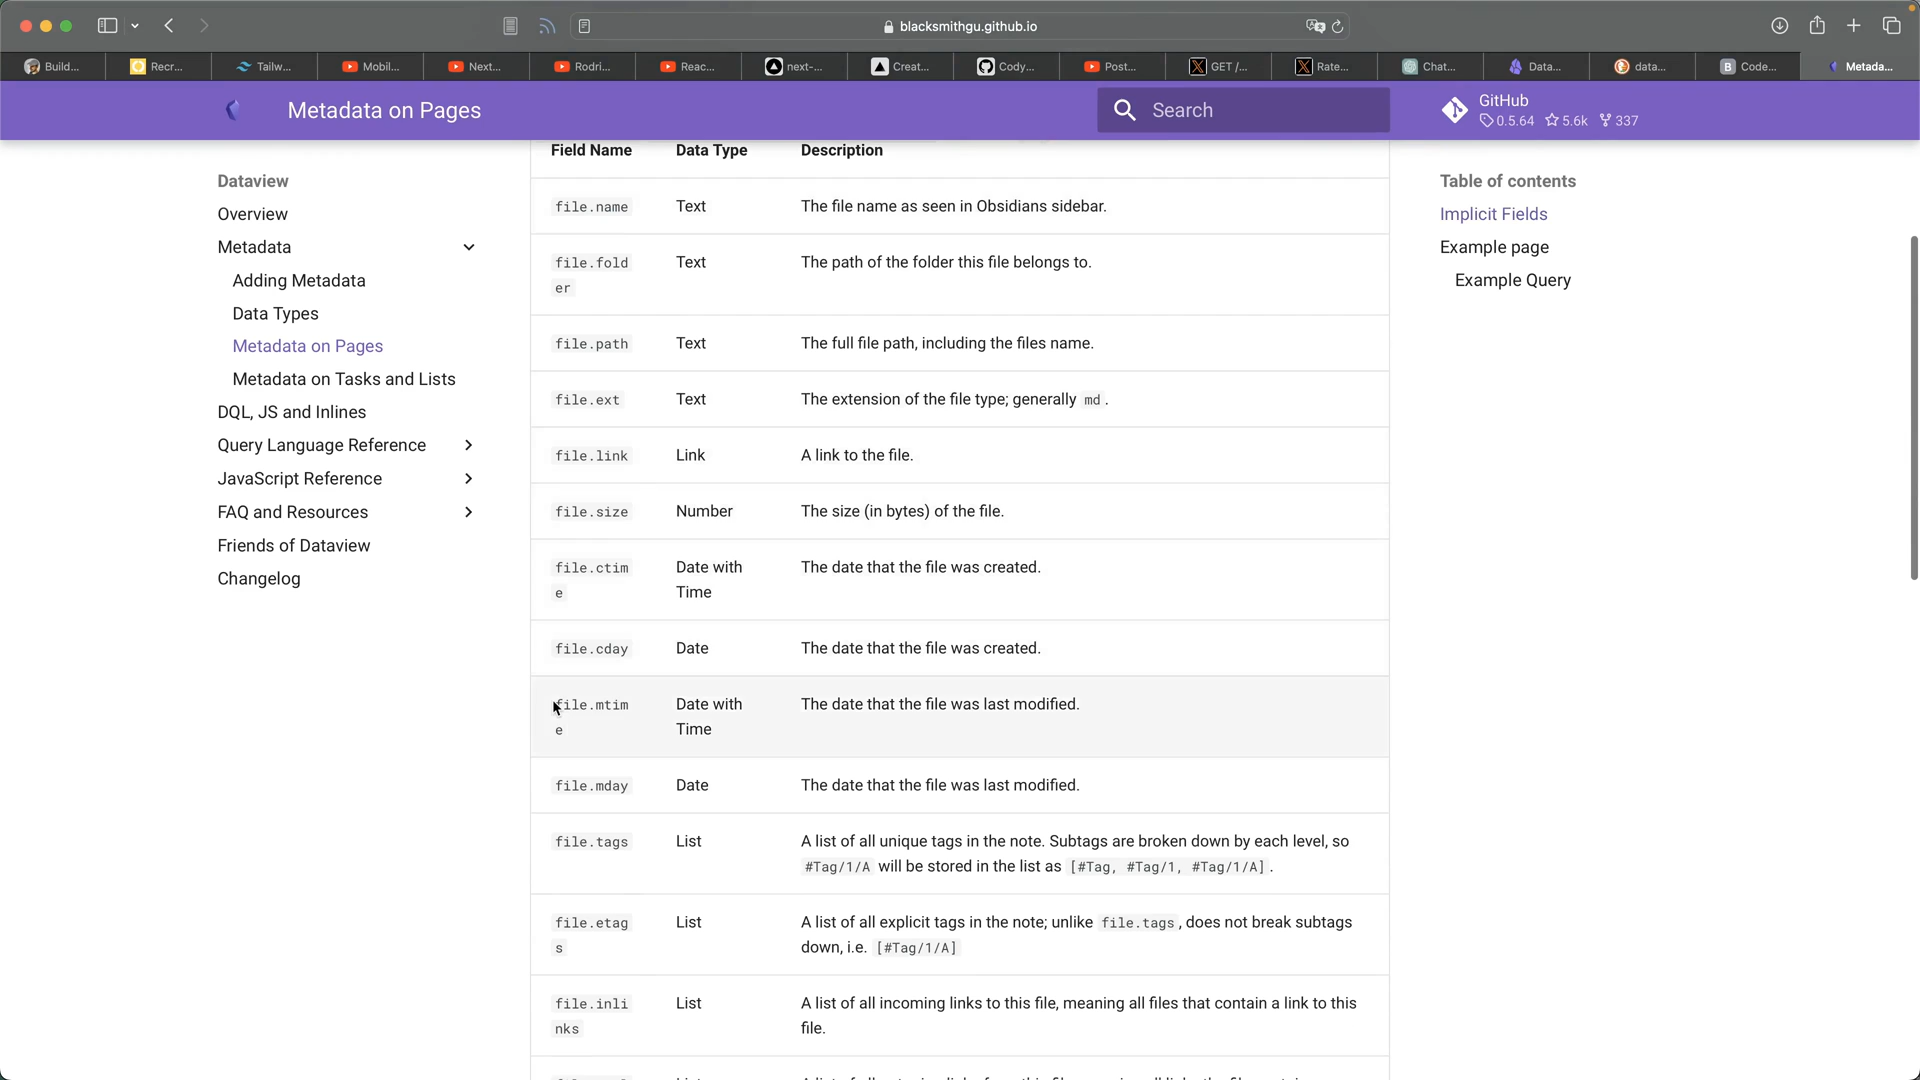 blacksmithgu.github.io
Build...
Recr...
Tailw...
Mobil...
Next...
Rodri...
Reac...
next-...
Creat...
Cody...
Post...
GET /...
Rate...
Chat...
Data...
data...
Code...
Metada...
Metadata on Pages
Search
GitHub
0.5.64 5.6k 337
Dataview
Overview
Metadata
Adding Metadata
Data Types
Metadata on Pages
Metadata on Tasks and Lists
DQL, JS and Inlines
Query Language Reference
JavaScript Reference
FAQ and Resources
Friends of Dataview
Changelog
Field Name Data Type Description
file.name Text The file name as seen in Obsidians sidebar.
file.fold Text The path of the folder this file belongs to.
er
file.path Text The full file path, including the files name.
file.ext Text The extension of the file type; generally md .
file.link Link A link to the file.
file.size Number The size (in bytes) of the file.
file.ctim Date with The date that the file was created.
e Time
file.cday Date The date that the file was created.
file.mtim Date with The date that the file was last modified.
e Time
file.mday Date The date that the file was last modified.
file.tags List A list of all unique tags in the note. Subtags are broken down by each level, so
#Tag/1/A will be stored in the list as [#Tag, #Tag/1, #Tag/1/A] .
file.etag List A list of all explicit tags in the note; unlike file.tags , does not break subtags
s down, i.e. [#Tag/1/A]
file.inli List A list of all incoming links to this file, meaning all files that contain a link to this
nks file.
Table of contents
Implicit Fields
Example page
Example Query